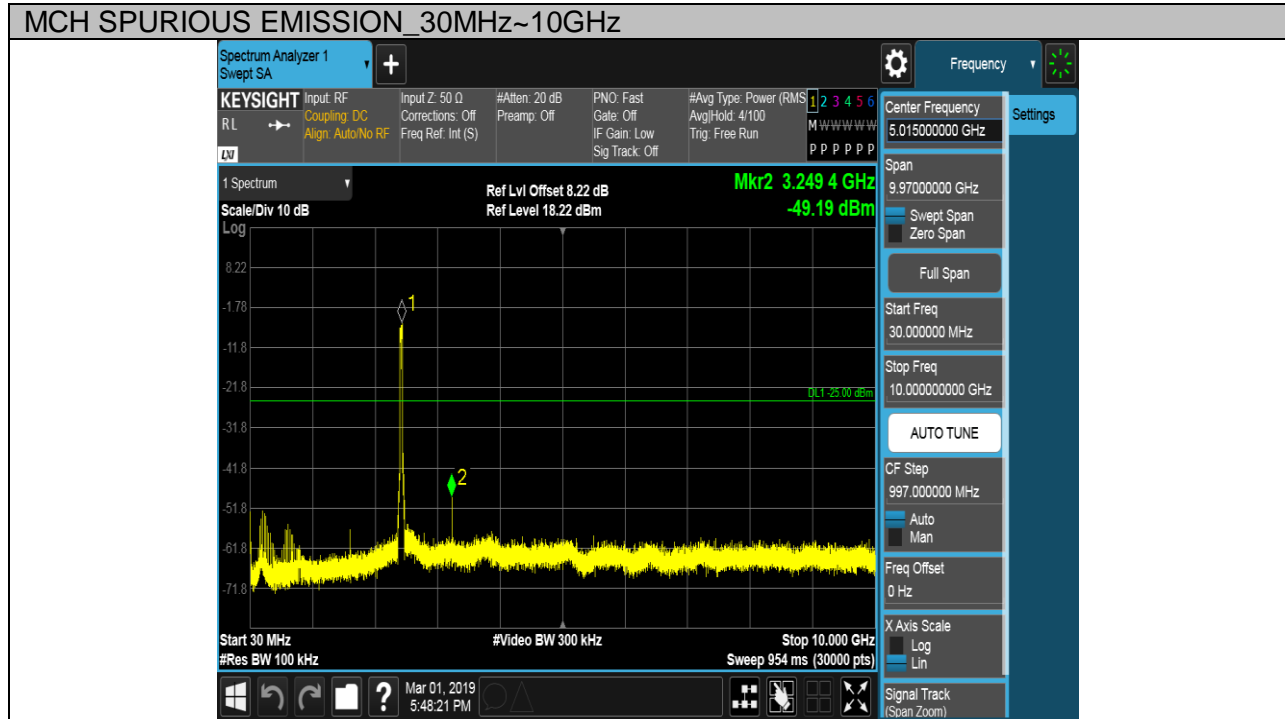 MCH SPURIOUS EMISSION_30MHz~10GHz
Spectrum Analyzer 1
Swept SA
+
Frequency
KEYSIGHT
RL
LXI
Input: RF
Coupling: DC
Align: Auto/No RF
Input Z: 50 Ω
Corrections: Off
Freq Ref: Int (S)
#Atten: 20 dB
Preamp: Off
PNO: Fast
Gate: Off
IF Gain: Low
Sig Track: Off
#Avg Type: Power (RMS
Avg|Hold: 4/100
Trig: Free Run
1 2 3 4 5 6
M W W W W W
P P P P P P
1 Spectrum
Scale/Div 10 dB
Log
Ref Lvl Offset 8.22 dB
Ref Level 18.22 dBm
Mkr2 3.249 4 GHz
-49.19 dBm
8.22
-1.78
-11.8
-21.8
-31.8
-41.8
-51.8
-61.8
-71.8
1
2
DL1 -25.00 dBm
Start 30 MHz
#Res BW 100 kHz
#Video BW 300 kHz
Stop 10.000 GHz
Sweep 954 ms (30000 pts)
?
Mar 01, 2019
5:48:21 PM
Center Frequency
5.015000000 GHz
Settings
Span
9.97000000 GHz
Swept Span
Zero Span
Full Span
Start Freq
30.000000 MHz
Stop Freq
10.000000000 GHz
AUTO TUNE
CF Step
997.000000 MHz
Auto
Man
Freq Offset
0 Hz
X Axis Scale
Log
Lin
Signal Track
(Span Zoom)